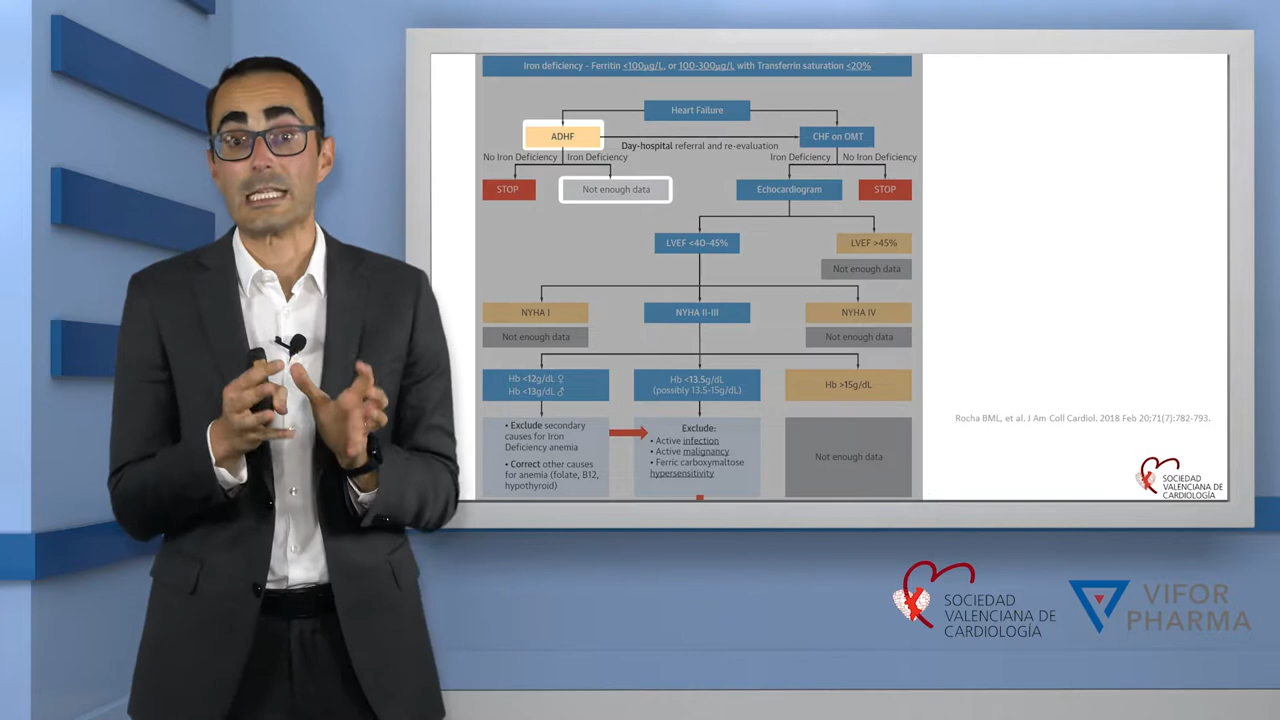 Iron deficiency - Ferritin <100µg/L, or 100-300µg/L with Transferrin saturation <20%
Heart Failure
ADHF
CHF on OMT
Day-hospital referral and re-evaluation
No Iron Deficiency
Iron Deficiency
Iron Deficiency
No Iron Deficiency
STOP
Not enough data
Echocardiogram
STOP
LVEF <40-45%
LVEF >45%
Not enough data
NYHA I
NYHA II-III
NYHA IV
Not enough data
Not enough data
Hb <12g/dL ♀
Hb <13g/dL ♂
Hb <13.5g/dL
(possibly 13.5-15g/dL)
Hb >15g/dL
• Exclude secondary
causes for Iron
Deficiency anemia
• Correct other causes
for anemia (folate, B12,
hypothyroid)
Exclude:
• Active infection
• Active malignancy
• Ferric carboxymaltose
hypersensitivity
Not enough data
Rocha BML, et al. J Am Coll Cardiol. 2018 Feb 20;71(7):782-793.
SOCIEDAD
VALENCIANA DE
CARDIOLOGÍA
SOCIEDAD
VALENCIANA DE
CARDIOLOGÍA
VIFOR
PHARMA